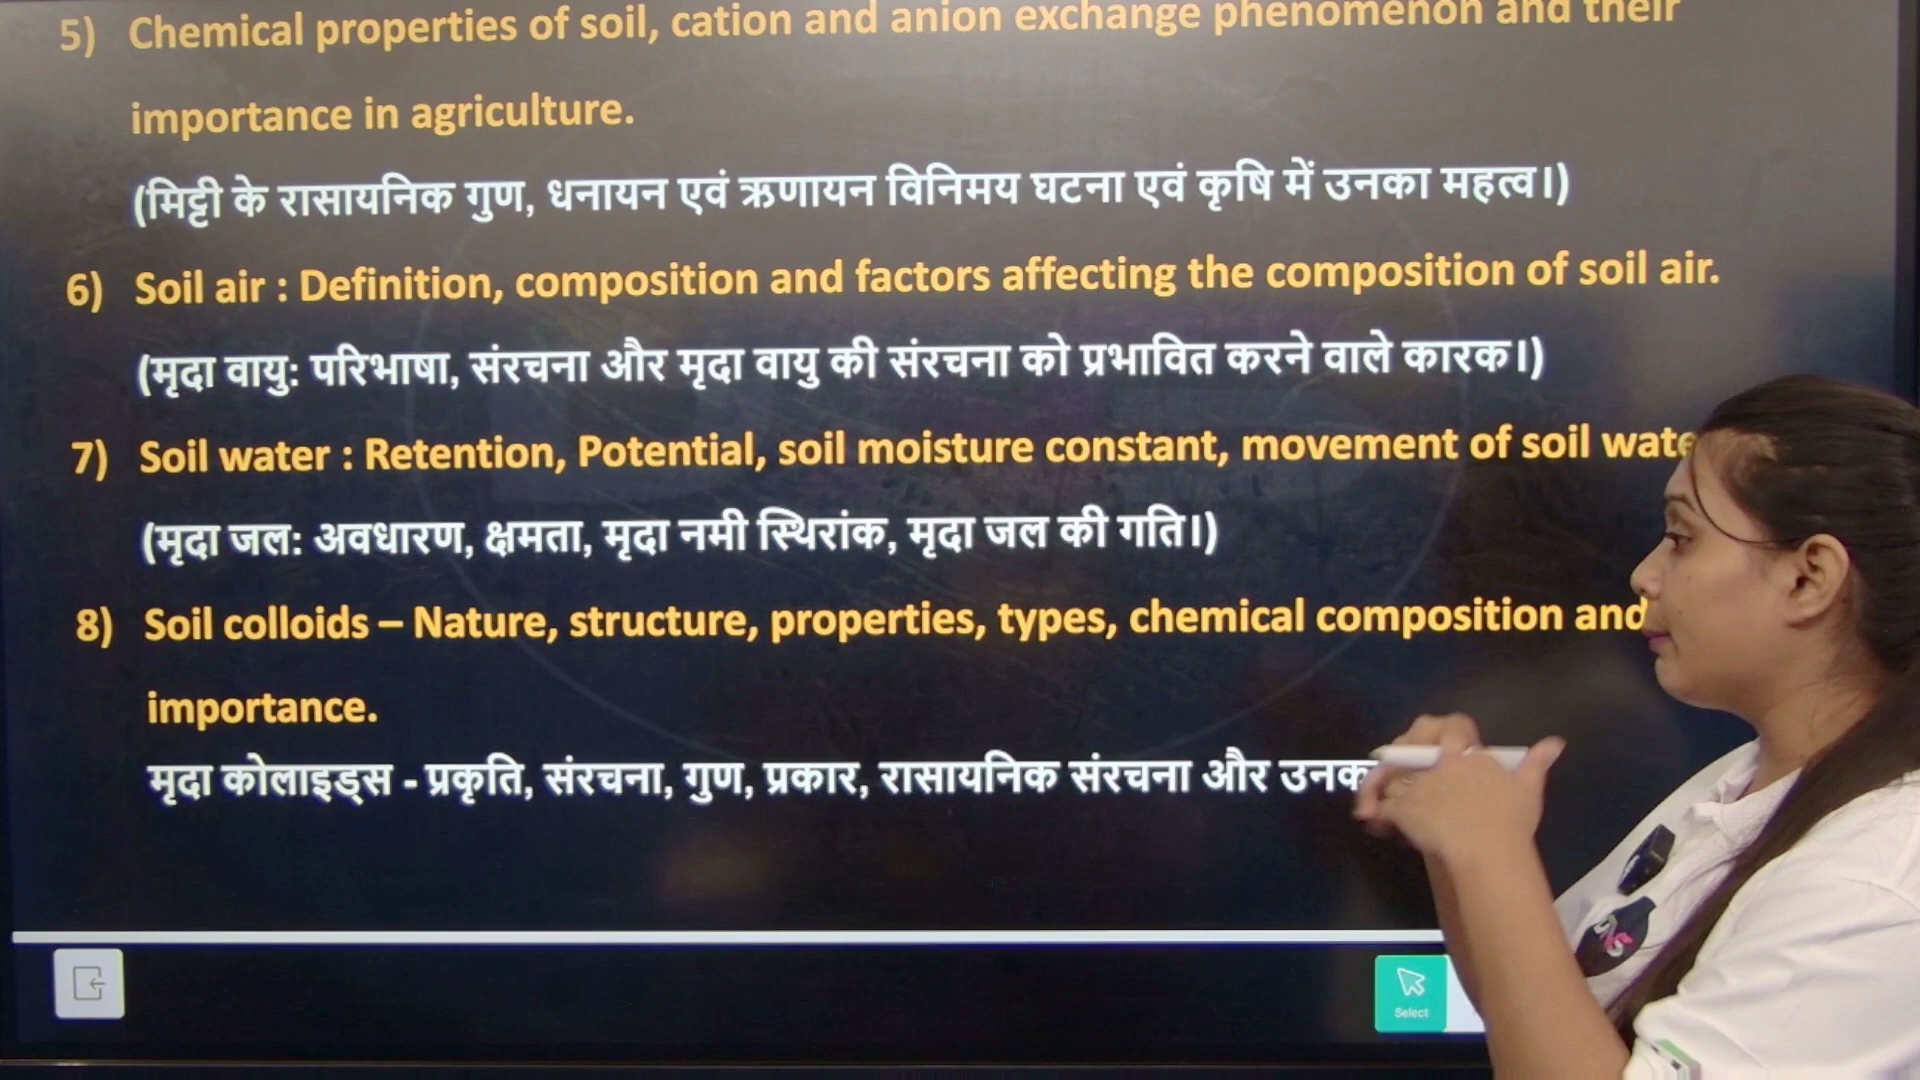 5) Chemical properties of soil, cation and anion exchange phenomenon and their
importance in agriculture.
(मिट्टी के रासायनिक गुण, धनायन एवं ऋणायन विनिमय घटना एवं कृषि में उनका महत्व।)
6) Soil air : Definition, composition and factors affecting the composition of soil air.
(मृदा वायु: परिभाषा, संरचना और मृदा वायु की संरचना को प्रभावित करने वाले कारक।)
7) Soil water : Retention, Potential, soil moisture constant, movement of soil
(मृदा जल: अवधारण, क्षमता, मृदा नमी स्थिरांक, मृदा जल की गति।)
8) Soil colloids – Nature, structure, properties, types, chemical composition and
importance.
मृदा कोलाइड्स - प्रकृति, संरचना, गुण, प्रकार, रासायनिक संरचना और
Select